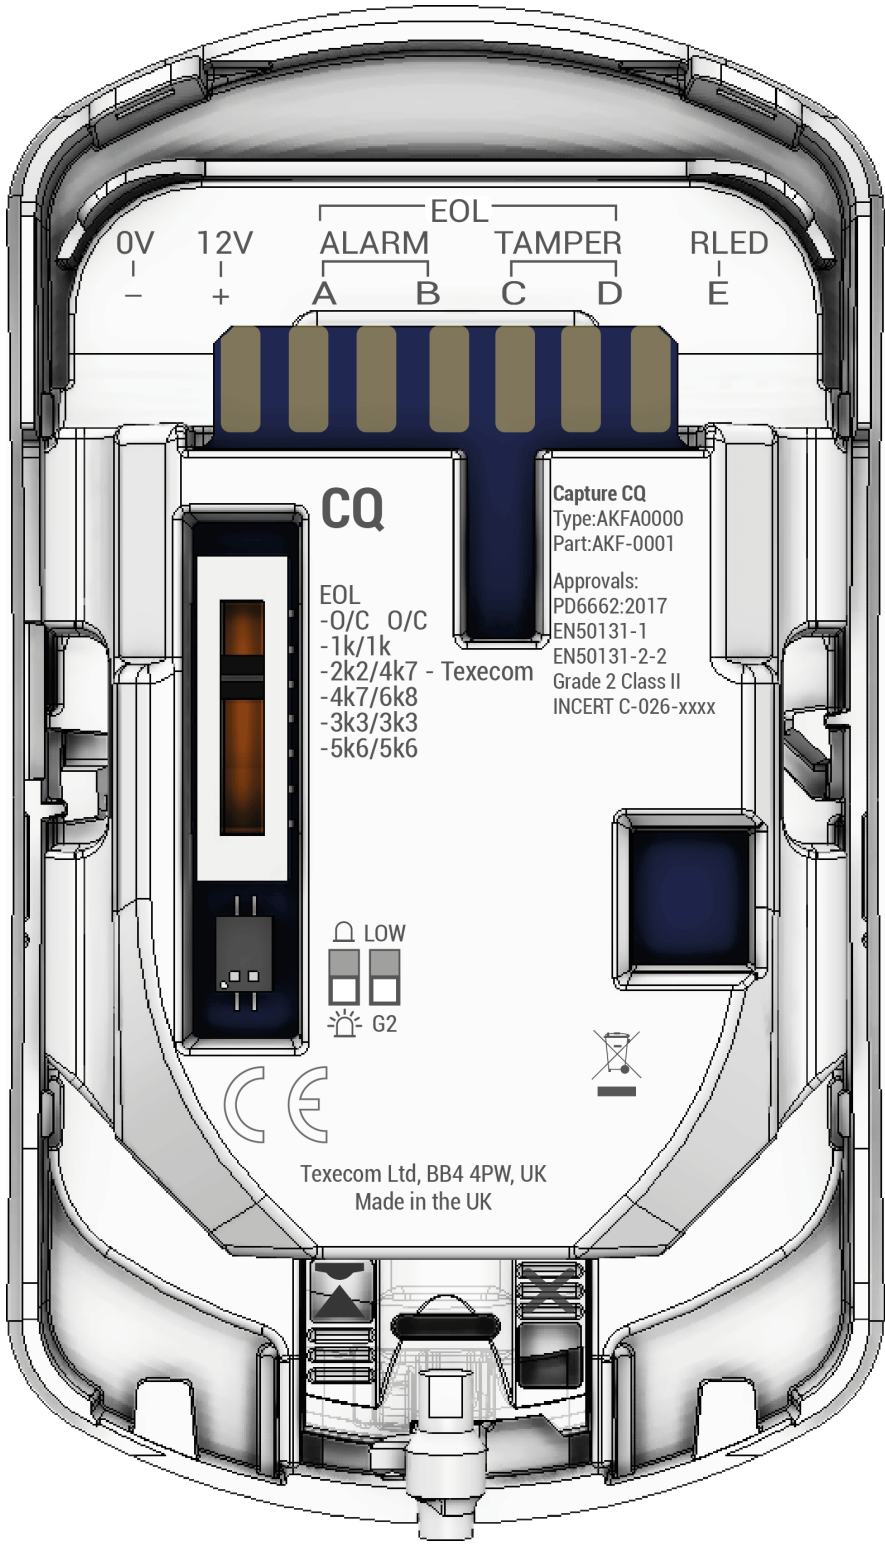 EOL
0V 12V ALARM TAMPER RLED
– + A B C D E
CQ
EOL
-O/C O/C
-1k/1k
-2k2/4k7 - Texecom
-4k7/6k8
-3k3/3k3
-5k6/5k6
Capture CQ
Type:AKFA0000
Part:AKF-0001
Approvals:
PD6662:2017
EN50131-1
EN50131-2-2
Grade 2 Class II
INCERT C-026-xxxx
LOW
G2
CE
Texecom Ltd, BB4 4PW, UK
Made in the UK